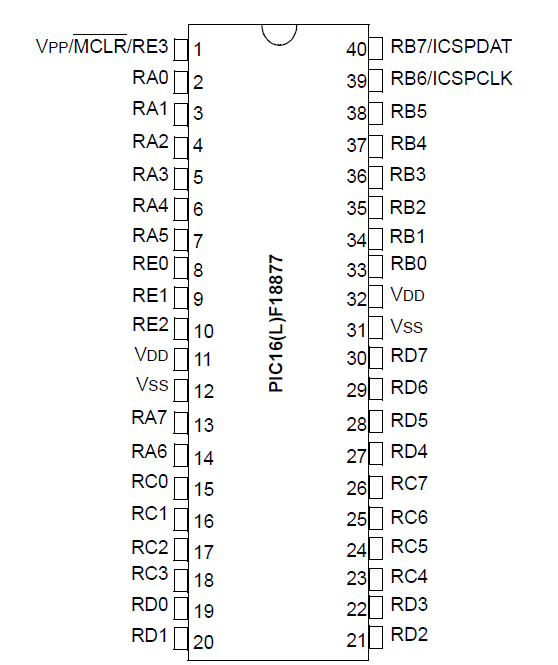 VPP/MCLR/RE3 1 40 RB7/ICSPDAT
RA0 2 39 RB6/ICSPCLK
RA1 3 38 RB5
RA2 4 37 RB4
RA3 5 36 RB3
RA4 6 35 RB2
RA5 7 34 RB1
RE0 8 33 RB0
RE1 9 32 VDD
RE2 10 31 VSS
VDD 11 30 RD7
VSS 12 29 RD6
RA7 13 28 RD5
RA6 14 27 RD4
RC0 15 26 RC7
RC1 16 25 RC6
RC2 17 24 RC5
RC3 18 23 RC4
RD0 19 22 RD3
RD1 20 21 RD2
PIC16(L)F18877